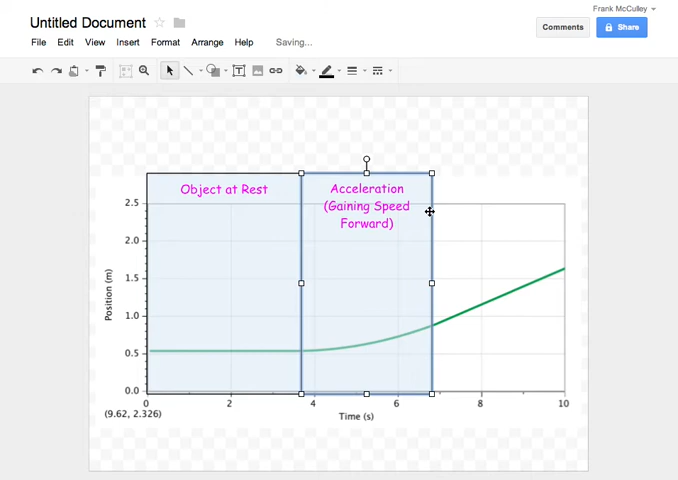 Frank McCulley
Untitled Document
Comments
Share
File Edit View Insert Format Arrange Help Saving...
Object at Rest
Acceleration
(Gaining Speed
Forward)
2.5
2.0
1.5
1.0
0.5
0.0
Position (m)
0 2 4 6 8 10
(9.62, 2.326)
Time (s)